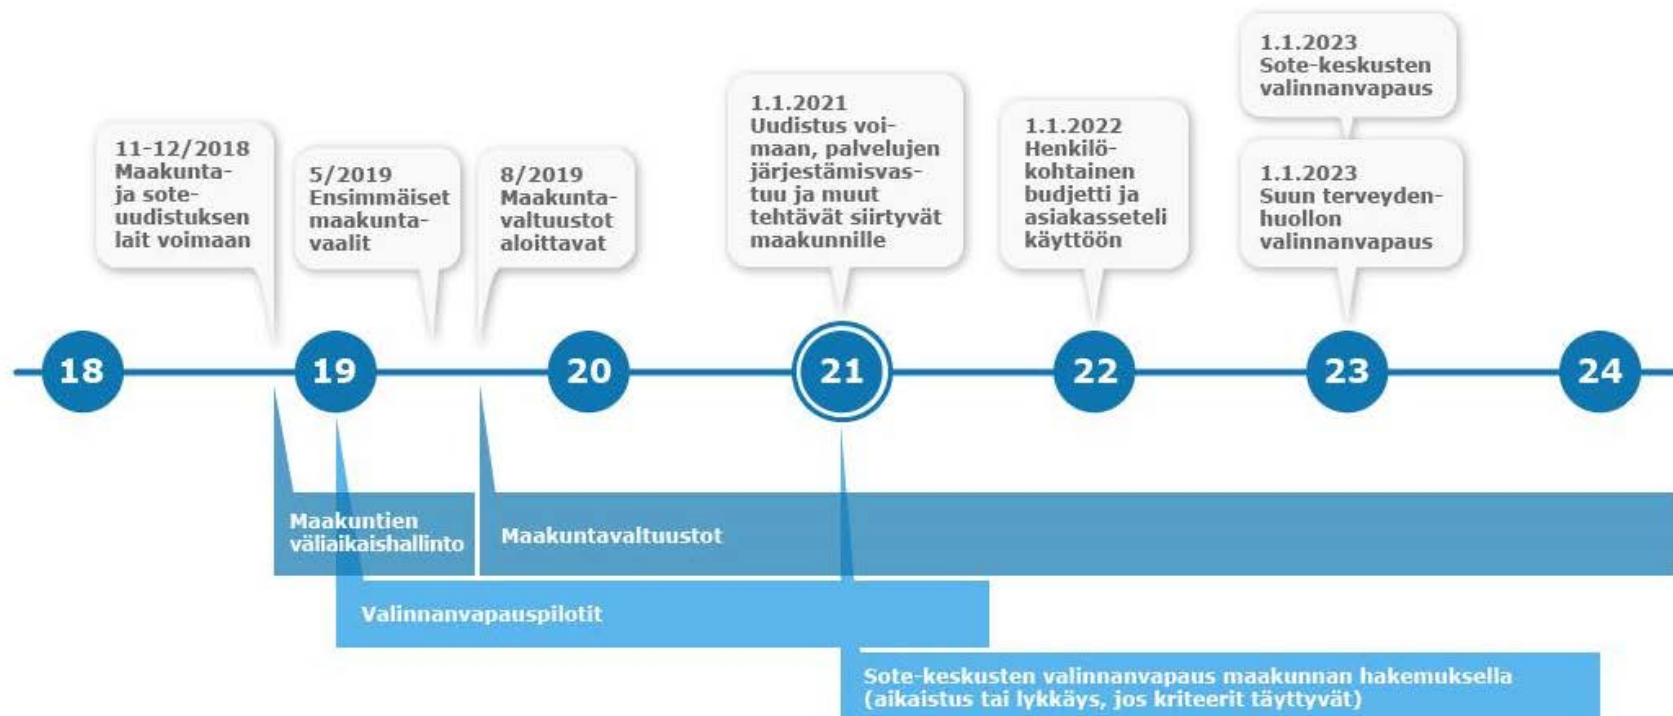 11-12/2018
Maakunta-
ja sote-
uudistuksen
lait voimaan
5/2019
Ensimmäiset
maakunta-
vaalit
8/2019
Maakunta-
valtuustot
aloittavat
1.1.2021
Uudistus voi-
maan, palvelujen
järjestämisvas-
tuu ja muut
tehtävät siirtyvät
maakunnille
1.1.2022
Henkilö-
kohtainen
budjetti ja
asiakasseteli
käyttöön
1.1.2023
Sote-keskusten
valinnanvapaus
1.1.2023
Suun terveyden-
huollon
valinnanvapaus
18
19
20
21
22
23
24
Maakuntien
väliaikaishallinto
Maakuntavaltuustot
Valinnanvapauspilotit
Sote-keskusten valinnanvapaus maakunnan hakemuksella
(aikaistus tai lykkäys, jos kriteerit täyttyvät)